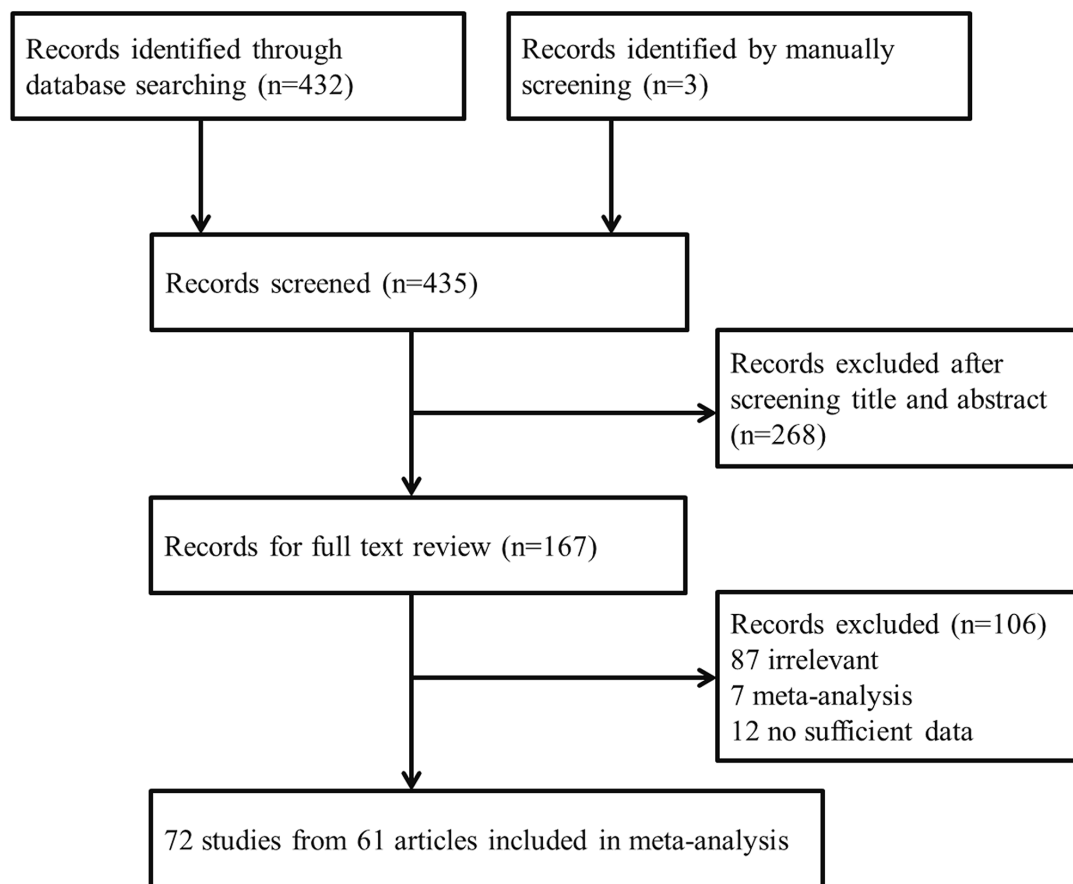 Records identified through
database searching (n=432)
Records identified by manually
screening (n=3)
Records screened (n=435)
Records excluded after
screening title and abstract
(n=268)
Records for full text review (n=167)
Records excluded (n=106)
87 irrelevant
7 meta-analysis
12 no sufficient data
72 studies from 61 articles included in meta-analysis